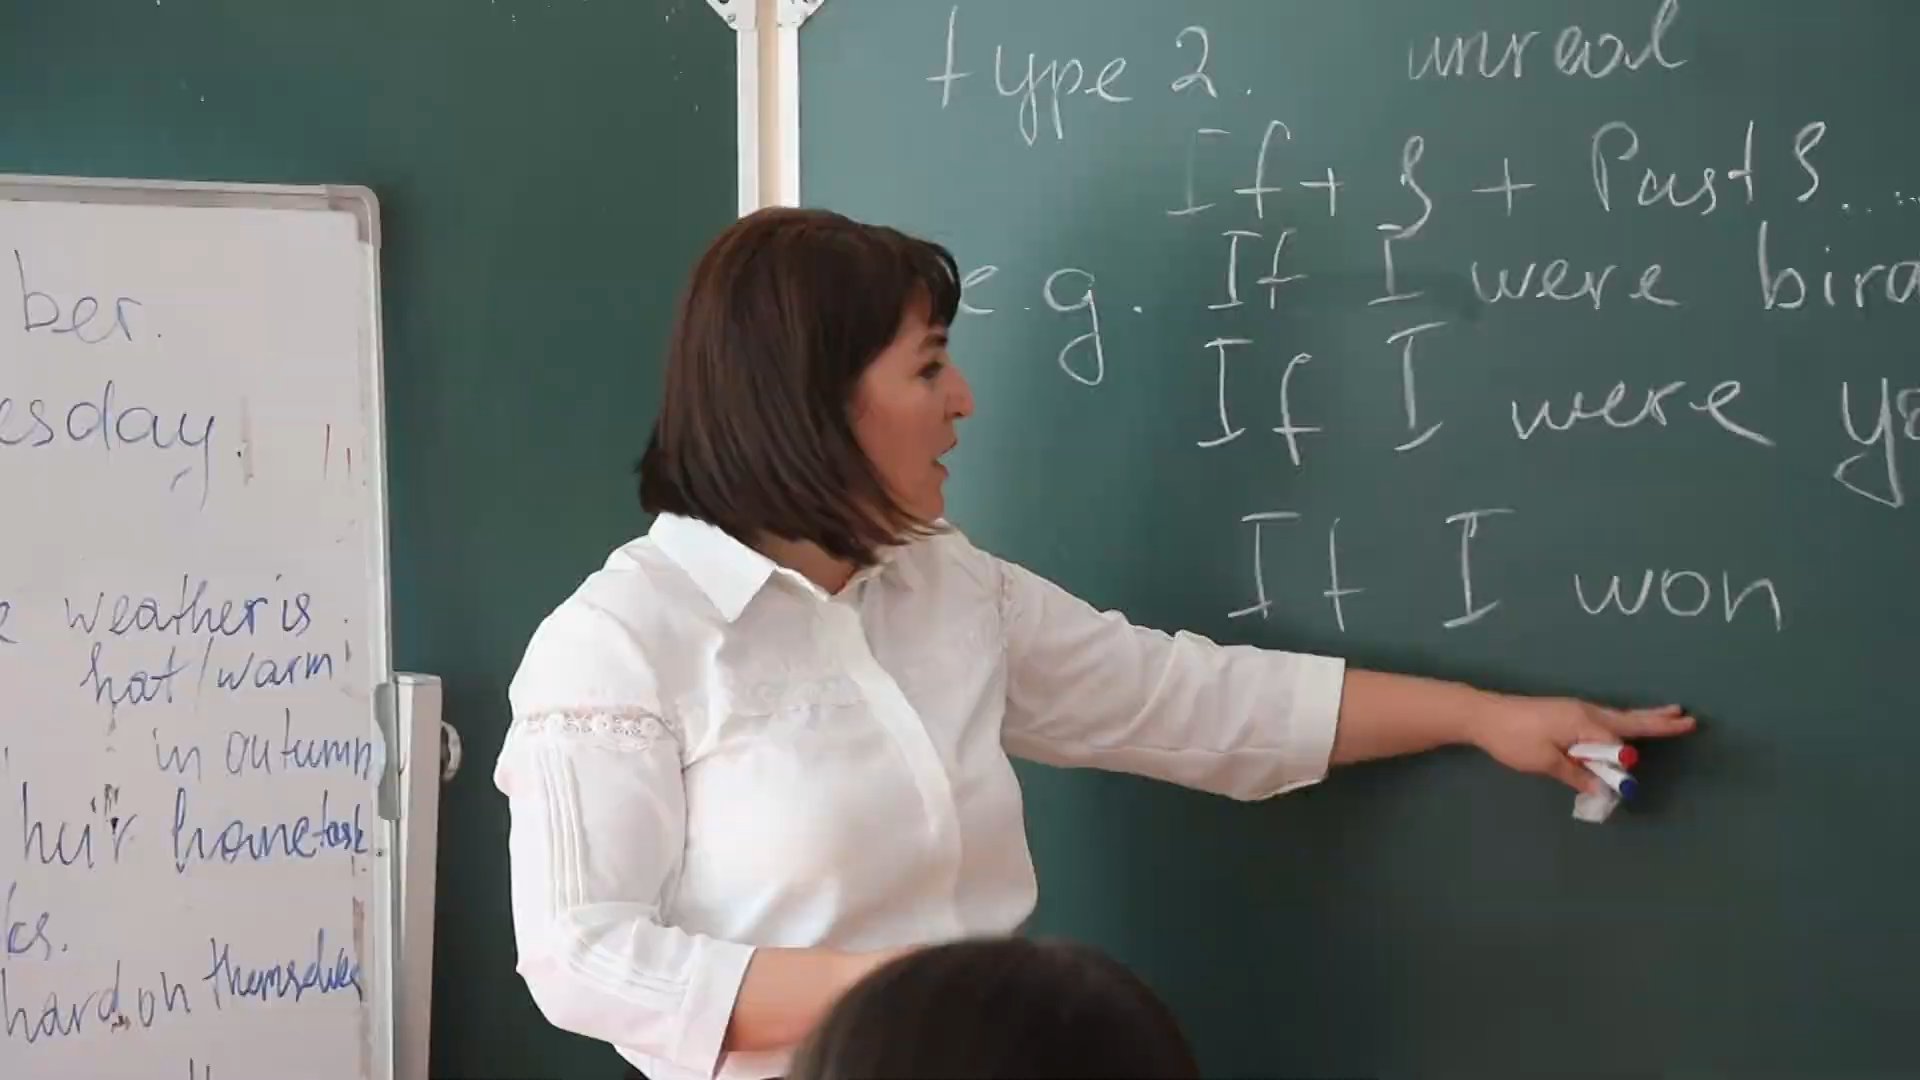 ber.
esday
weather is
hot/warm
in autumn
hometask
ks.
hard on themselves
type 2. unreal
If + S + Past S. ...
e.g. If I were bird
If I were yo
If I won